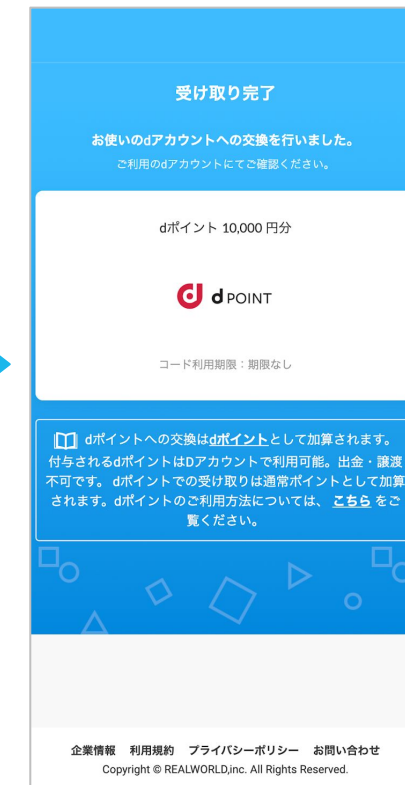 受け取り完了
お使いのdアカウントへの交換を行いました。
ご利用のdアカウントにてご確認ください。
dポイント 10,000 円分
d d POINT
コード利用期限：期限なし
dポイントへの交換はdポイントとして加算されます。
付与されるdポイントはDアカウントで利用可能。出金・譲渡
不可です。 dポイントでの受け取りは通常ポイントとして加算
されます。dポイントのご利用方法については、 こちら をご
覧ください。
企業情報 利用規約 プライバシーポリシー お問い合わせ
Copyright © REALWORLD,inc. All Rights Reserved.